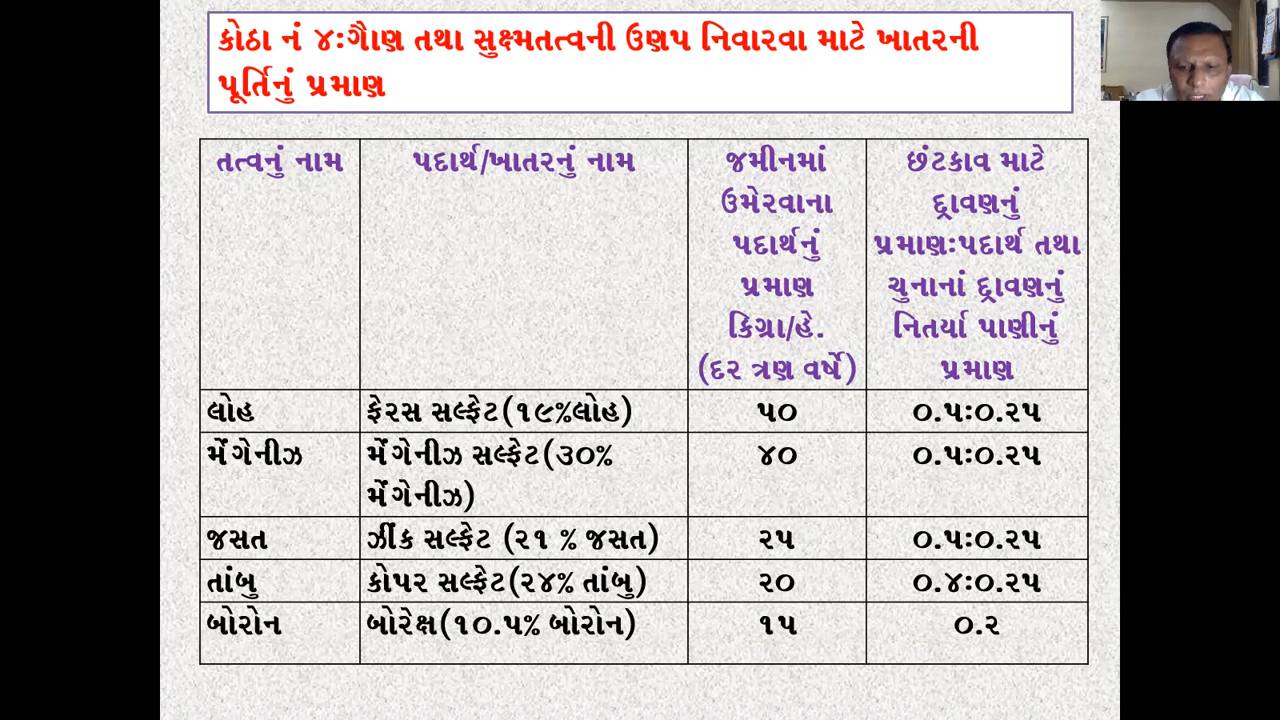 કોઠા નં ૪:ગૌણ તથા સુક્ષ્મતત્વની ઉણપ નિવારવા માટે ખાતરની
પૂર્તિનું પ્રમાણ
તત્વનું નામ
પદાર્થ/ખાતરનું નામ
જમીનમાં
ઉમેરવાના
પદાર્થનું
પ્રમાણ
કિગ્રા/હે.
(દર ત્રણ વર્ષે)
છંટકાવ માટે
દ્રાવણનું
પ્રમાણ:પદાર્થ તથા
ચુનાનાં દ્રાવણનું
નિતર્યા પાણીનું
પ્રમાણ
લોહ
ફેરસ સલ્ફેટ(૧૯%લોહ)
૫૦
૦.૫:૦.૨૫
મેંગેનીઝ
મેંગેનીઝ સલ્ફેટ(૩૦%
મેંગેનીઝ)
૪૦
૦.૫:૦.૨૫
જસત
ઝીંક સલ્ફેટ (૨૧ % જસત)
૨૫
૦.૫:૦.૨૫
તાંબુ
કોપર સલ્ફેટ(૨૪% તાંબુ)
૨૦
૦.૪:૦.૨૫
બોરોન
બોરેક્ષ(૧૦.૫% બોરોન)
૧૫
૦.૨